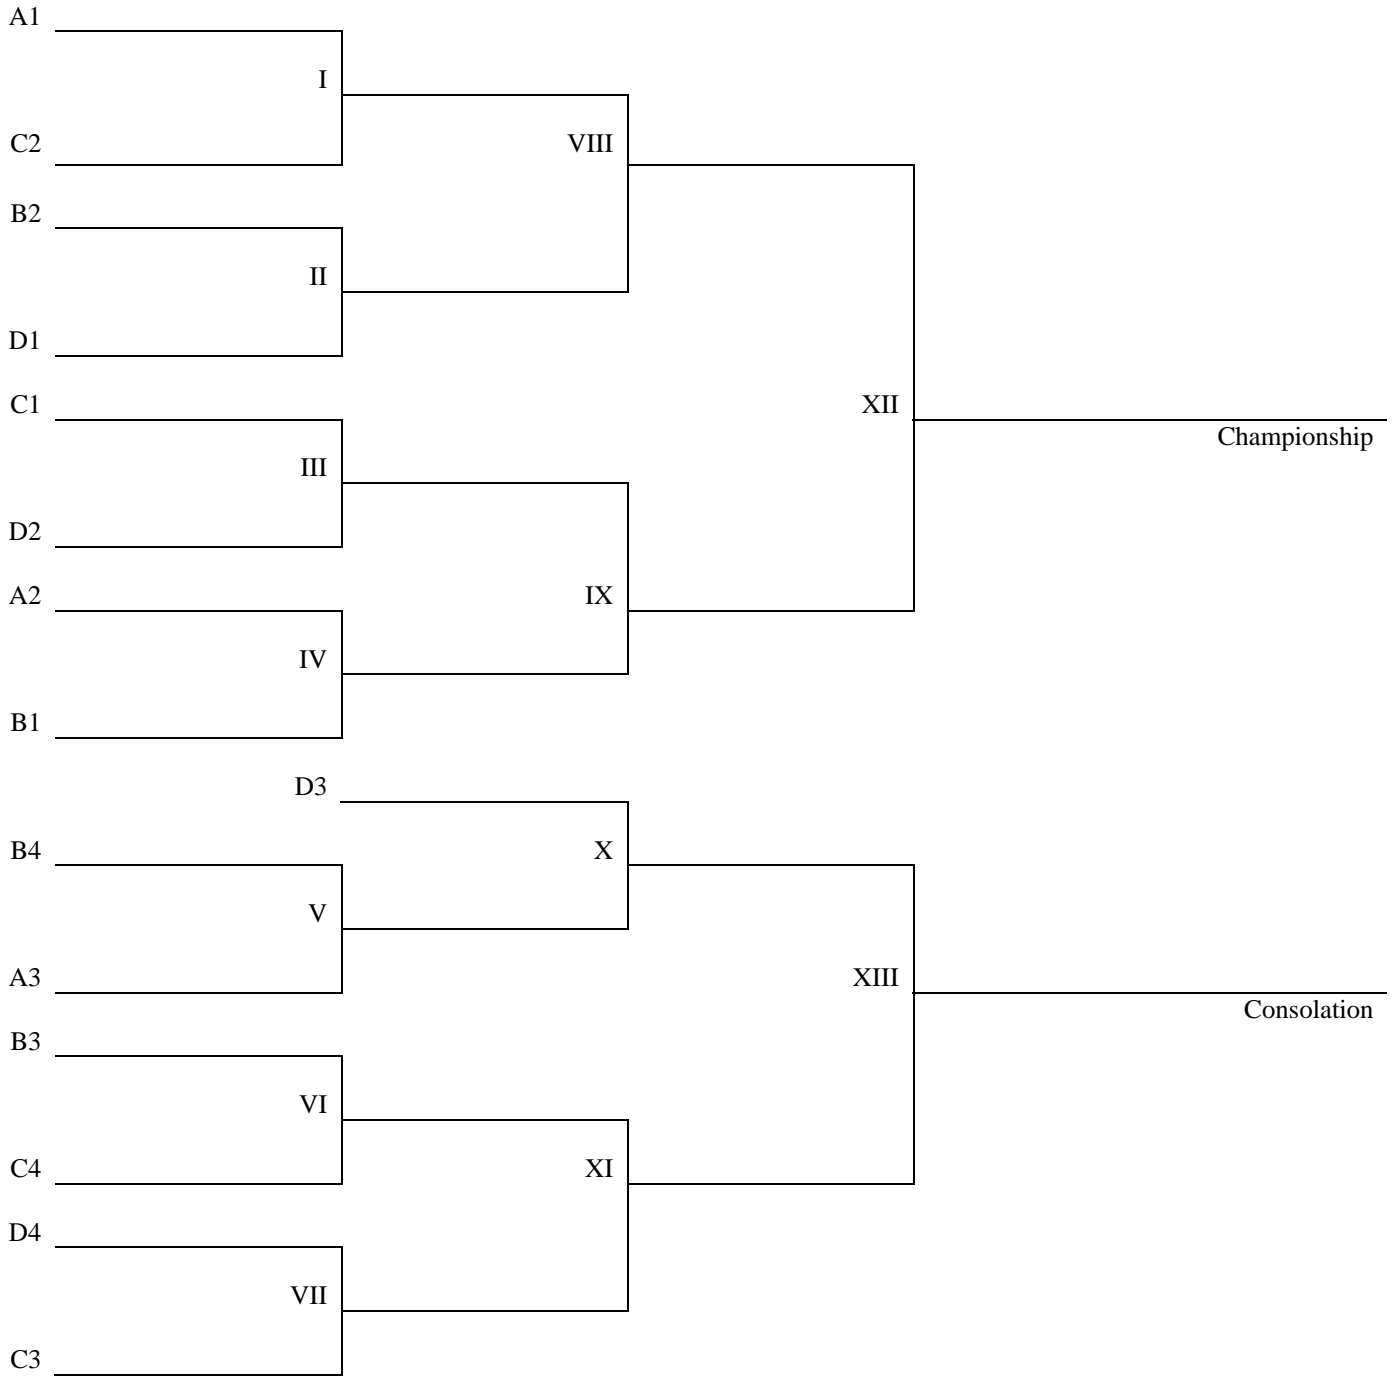 A1
I
C2
VIII
B2
II
D1
C1
XII
Championship
III
D2
A2
IX
IV
B1
D3
B4
X
V
A3
XIII
Consolation
B3
VI
C4
XI
D4
VII
C3